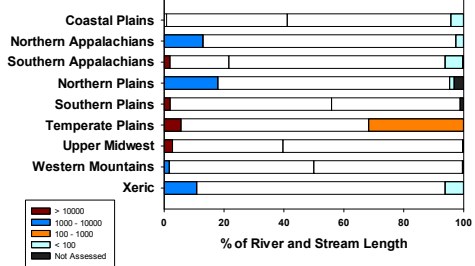 Coastal Plains
Northern Appalachians
Southern Appalachians
Northern Plains
Southern Plains
Temperate Plains
Upper Midwest
Western Mountains
Xeric
0 20 40 60 80 100
% of River and Stream Length
> 10000
1000 - 10000
100 - 1000
< 100
Not Assessed